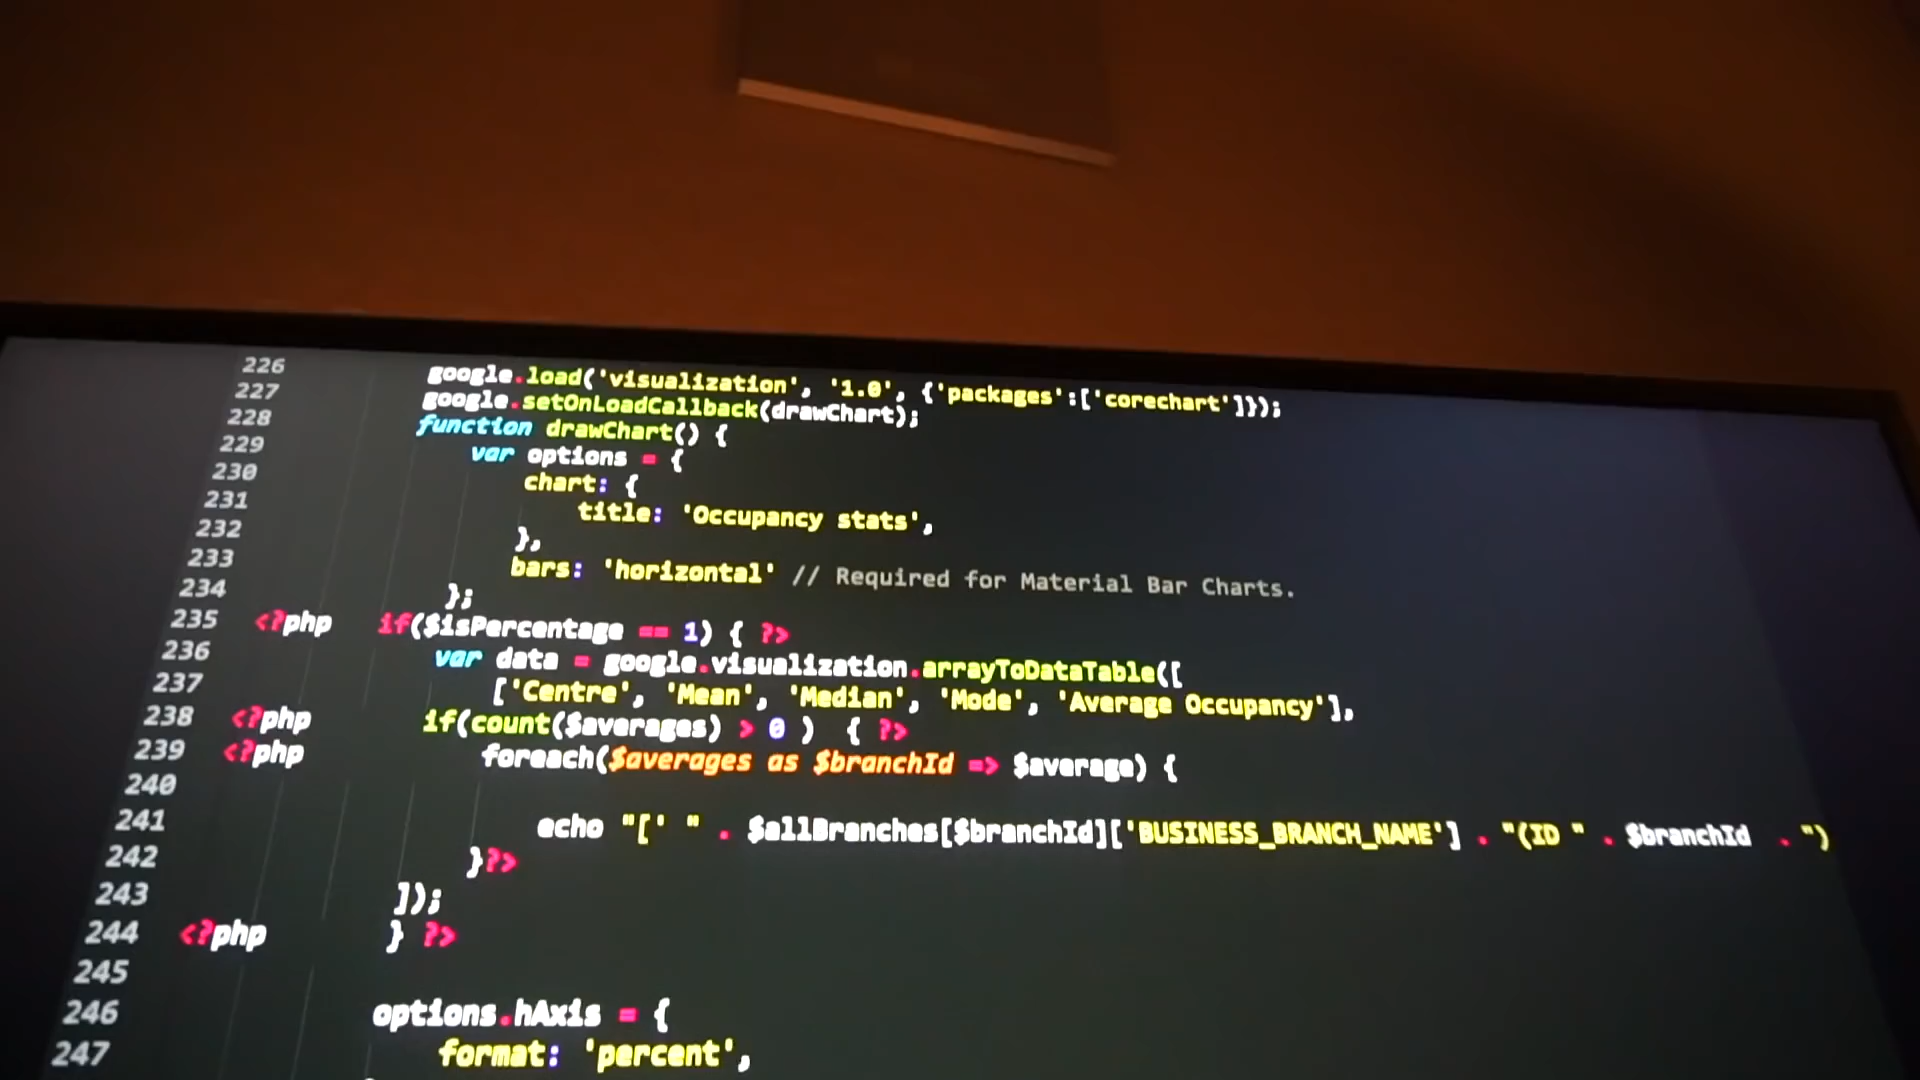 226 google.load('visualization', '1.0', {'packages':['corechart']});
227 google.setOnLoadCallback(drawChart);
228 function drawChart() {
229 var options = {
230 chart: {
231 title: 'Occupancy stats',
232 },
233 bars: 'horizontal' // Required for Material Bar Charts.
234 };
235 <?php if($isPercentage == 1) { ?>
236 var data = google.visualization.arrayToDataTable([
237 ['Centre', 'Mean', 'Median', 'Mode', 'Average Occupancy'],
238 <?php if(count($averages) > 0 ) { ?>
239 <?php foreach($averages as $branchId => $average) {
240
241 echo "[' " . $allBranches[$branchId]['BUSINESS_BRANCH_NAME'] . "(ID " . $branchId . ")
242 }?>
243 ]);
244 <?php } ?>
245
246 options.hAxis = {
247 format: 'percent',